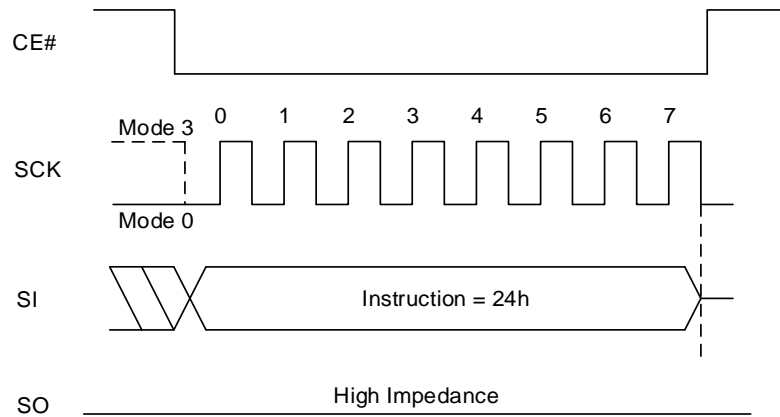 CE#
Mode 3
0 1 2 3 4 5 6 7
SCK
Mode 0
SI
Instruction = 24h
SO
High Impedance